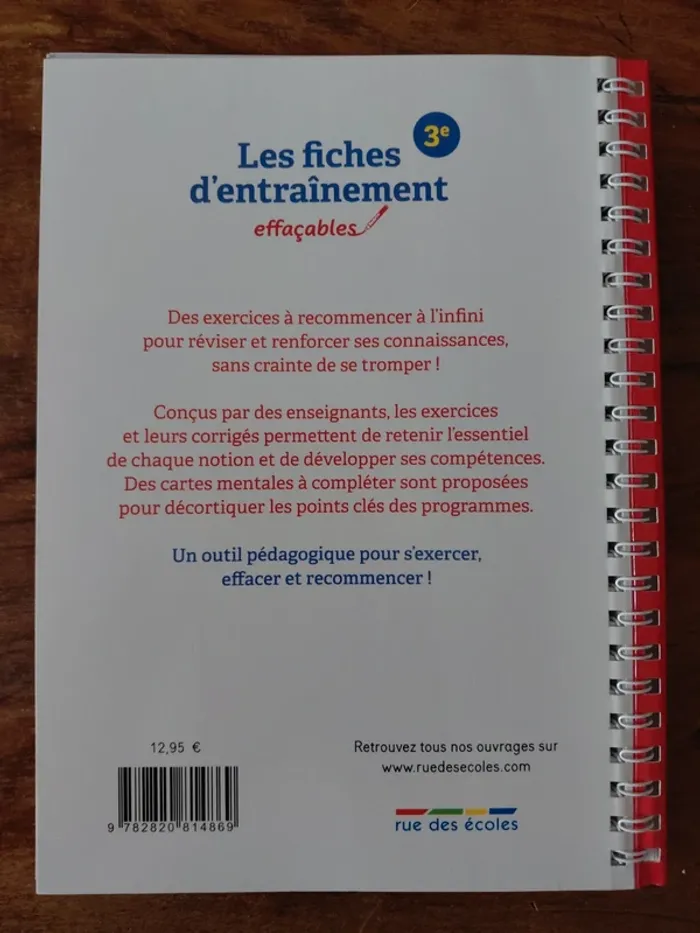 3e
Les fiches
d'entraînement
effaçables
Des exercices à recommencer à l'infini
pour réviser et renforcer ses connaissances,
sans crainte de se tromper !
Conçus par des enseignants, les exercices
et leurs corrigés permettent de retenir l'essentiel
de chaque notion et de développer ses compétences.
Des cartes mentales à compléter sont proposées
pour décortiquer les points clés des programmes.
Un outil pédagogique pour s'exercer,
effacer et recommencer !
12,95 €
9 782820 814869
Retrouvez tous nos ouvrages sur
www.ruedesecoles.com
rue des écoles